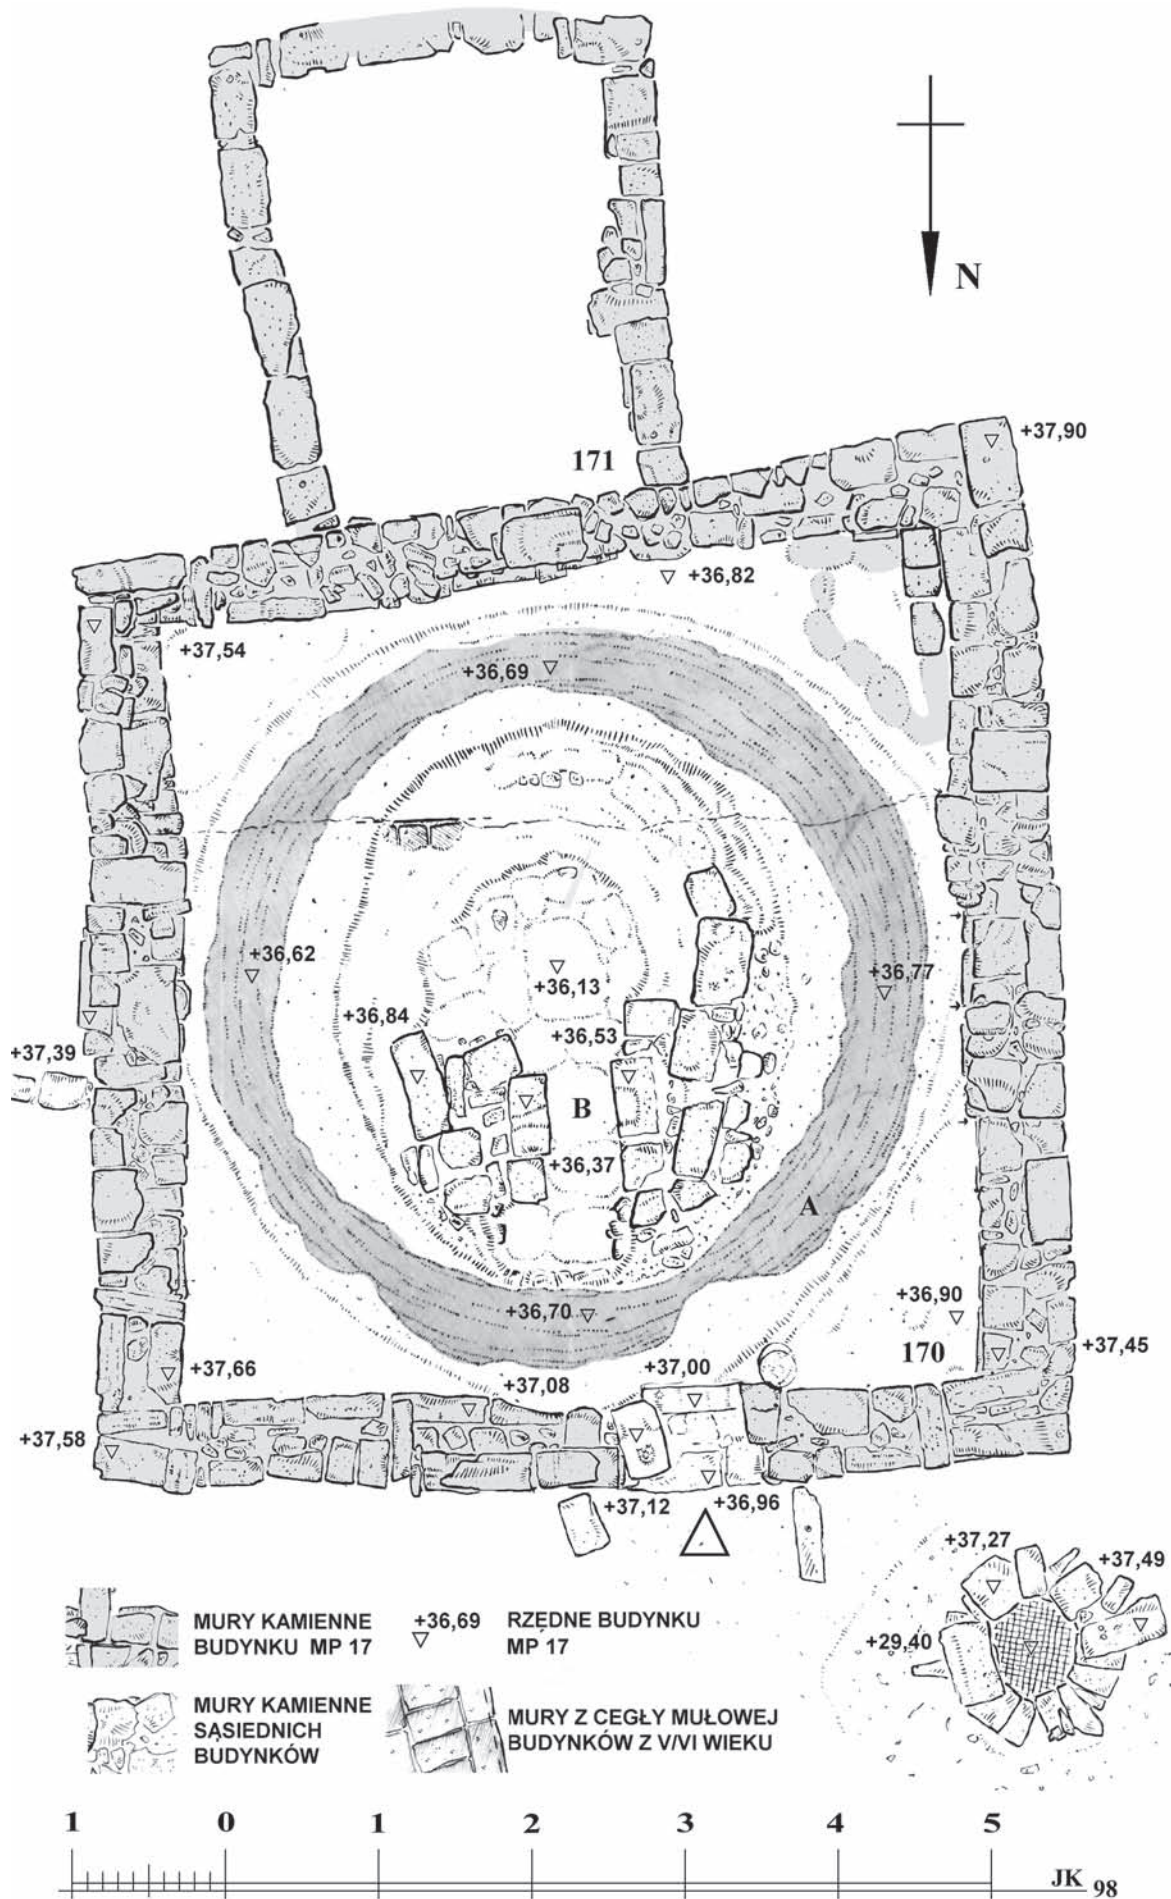 N
+37,90
171
+36,82
+37,54
+36,69
+36,62
+36,77
+36,13
+36,84
+36,53
+37,39
B
+36,37
A
+36,70
+36,90
170
+37,45
+37,66
+37,00
+37,08
+37,58
+37,12
+36,96
+37,27
+37,49
+29,40
MURY KAMIENNE
BUDYNKU MP 17
+36,69
RZĘDNE BUDYNKU
MP 17
MURY KAMIENNE
SĄSIEDNICH
BUDYNKÓW
MURY Z CEGŁY MUŁOWEJ
BUDYNKÓW Z V/VI WIEKU
1 0 1 2 3 4 5
JK 98